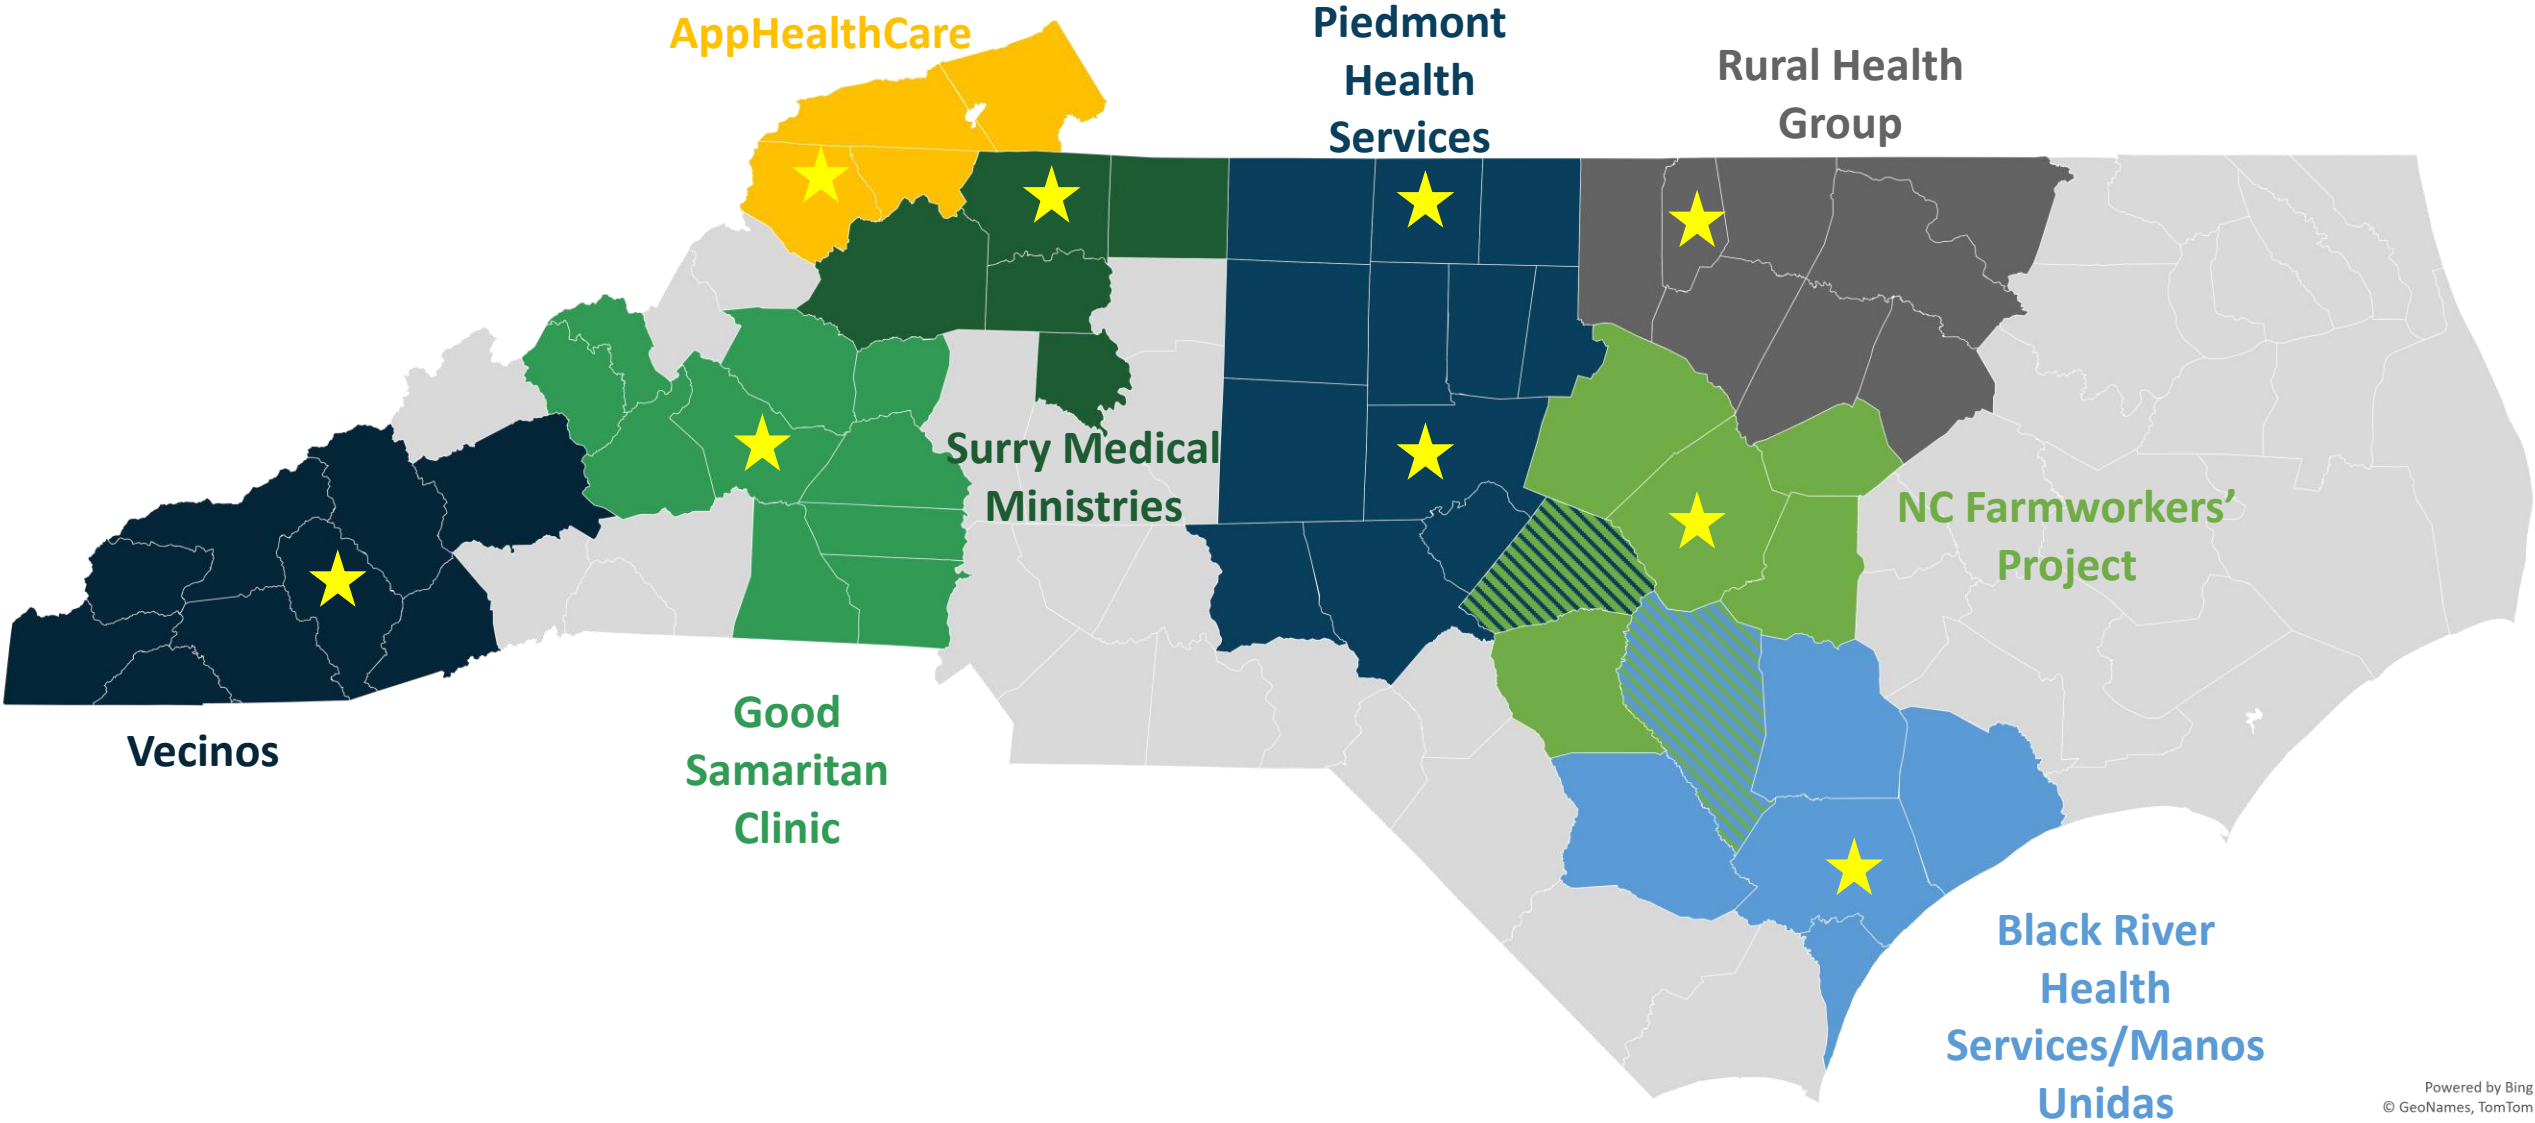 AppHealthCare
Piedmont
Health
Services
Rural Health
Group
Surry Medical
Ministries
NC Farmworkers’
Project
Vecinos
Good
Samaritan
Clinic
Black River
Health
Services/Manos
Unidas
Powered by Bing
© GeoNames, TomTom